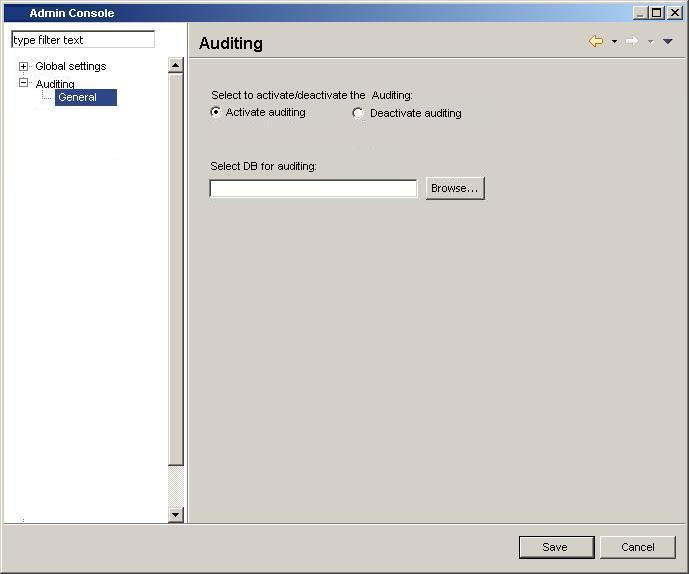 Admin Console
type filter text
Global settings
Auditing
General
Auditing
Select to activate/deactivate the  Auditing:
Activate auditing
Deactivate auditing
Select DB for auditing:
Browse...
Save
Cancel